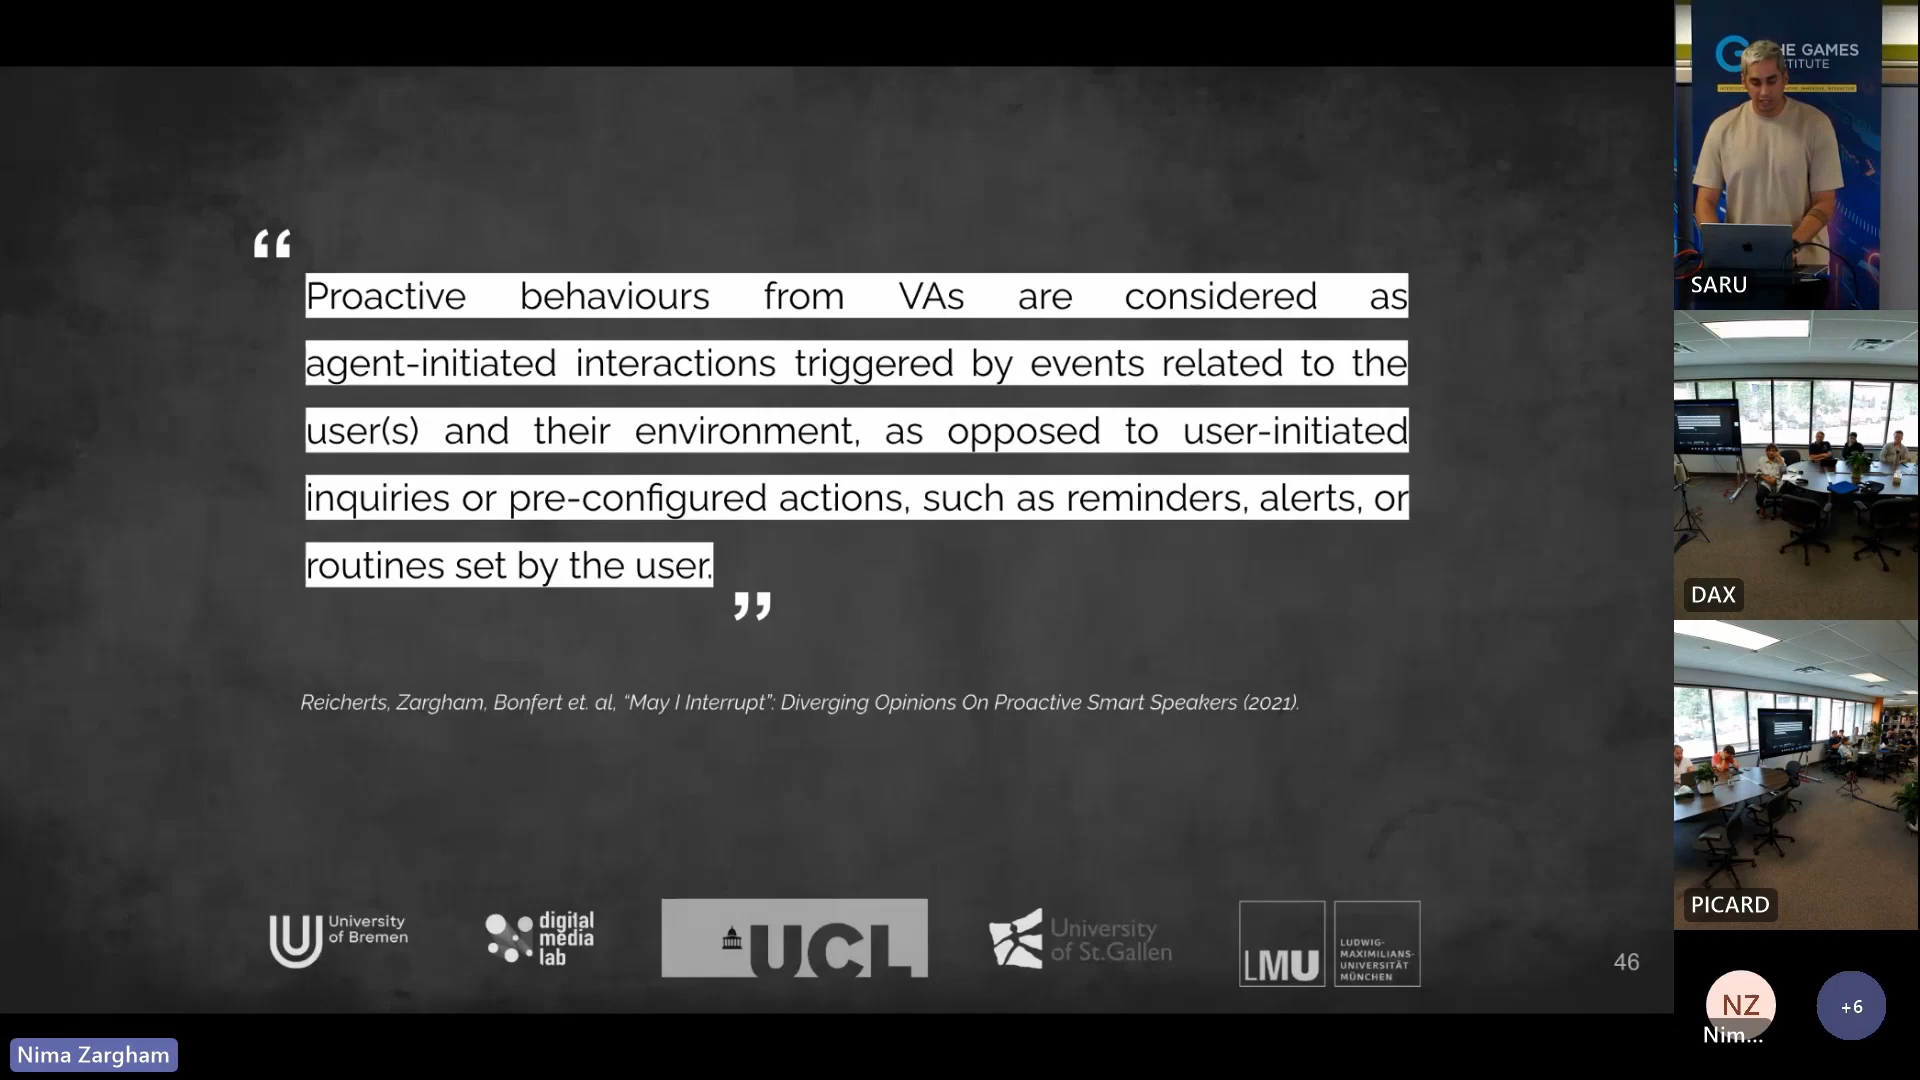 “
Proactive behaviours from VAs are considered as
agent-initiated interactions triggered by events related to the
user(s) and their environment, as opposed to user-initiated
inquiries or pre-configured actions, such as reminders, alerts, or
routines set by the user.
”
Reicherts, Zargham, Bonfert et. al, “May I Interrupt”: Diverging Opinions On Proactive Smart Speakers (2021).
University
of Bremen
digital
media
lab
UCL
University
of St.Gallen
LMU
LUDWIG-
MAXIMILIANS-
UNIVERSITÄT
MÜNCHEN
46
Nima Zargham
THE GAMES
INSTITUTE
SARU
DAX
PICARD
NZ
Nim...
+6